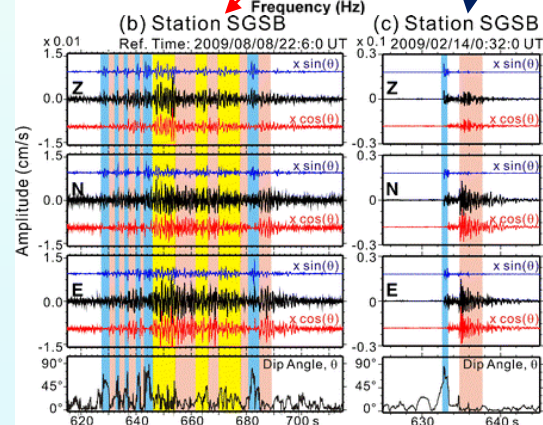 Frequency (Hz)
(b) Station SGSB
(c) Station SGSB
x 0.01
Ref. Time: 2009/08/08/22:6:0 UT
x 0.1
2009/02/14/0:32:0 UT
Amplitude (cm/s)
1.5
x sin(θ)
Z
0.0
x cos(θ)
-1.5
0.3
x sin(θ)
Z
0.0
x cos(θ)
-0.3
1.5
x sin(θ)
N
0.0
x cos(θ)
-1.5
0.3
x sin(θ)
N
0
x cos(θ)
-0.3
1.5
x sin(θ)
E
0.0
x cos(θ)
-1.5
0.3
x sin(θ)
E
0
x cos(θ)
-0.3
90°
Dip Angle, θ
45°
0
90°
Dip Angle, θ
45°
0
620
640
660
680
700
s
630
640 s